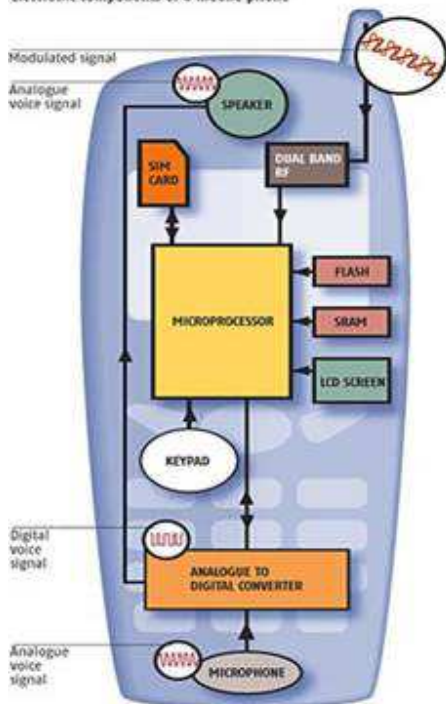 Modulated signal
Analogue
voice signal
SPEAKER
SIM
CARD
DUAL BAND
RF
MICROPROCESSOR
FLASH
SRAM
LCD SCREEN
KEYPAD
Digital
voice
signal
ANALOGUE TO
DIGITAL CONVERTER
Analogue
voice
signal
MICROPHONE